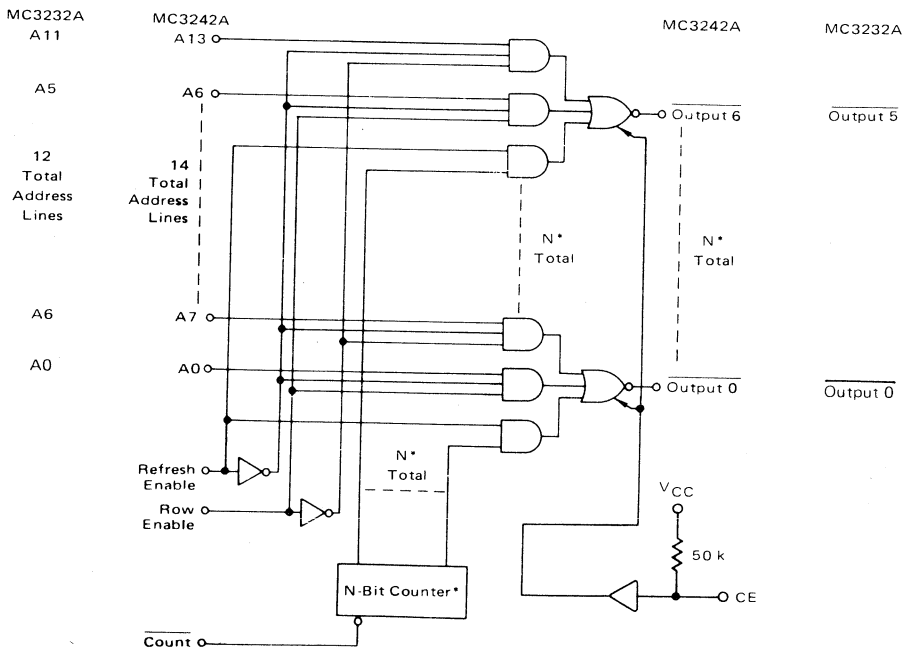 MC3232A
MC3242A
MC3242A
MC3232A
A11
A13
A5
A6
Output 6
Output 5
12
Total
Address
Lines
14
Total
Address
Lines
N*
Total
N*
Total
A6
A7
A0
A0
Output 0
Output 0
Refresh
Enable
N*
Total
Row
Enable
VCC
50 k
N-Bit Counter*
CE
Count